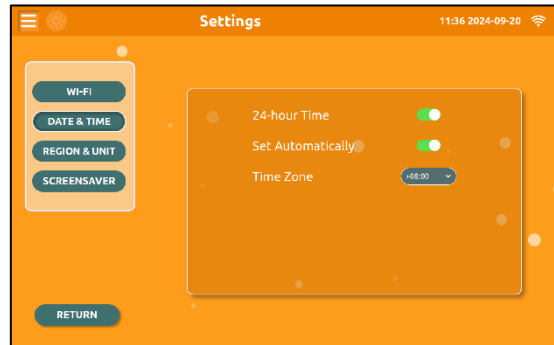 Settings
11:36 2024-09-20
WI-FI
DATE & TIME
REGION & UNIT
SCREENSAVER
24-hour Time
Set Automatically
Time Zone
+08:00
RETURN